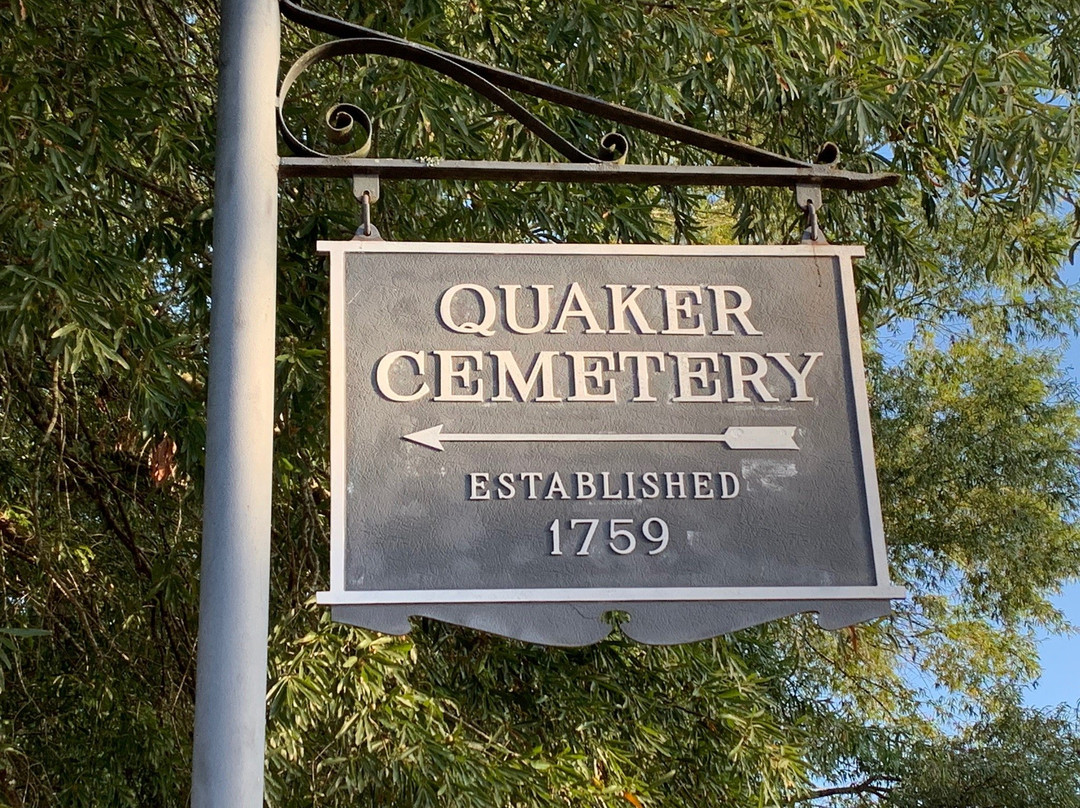 QUAKER
CEMETERY
ESTABLISHED
1759